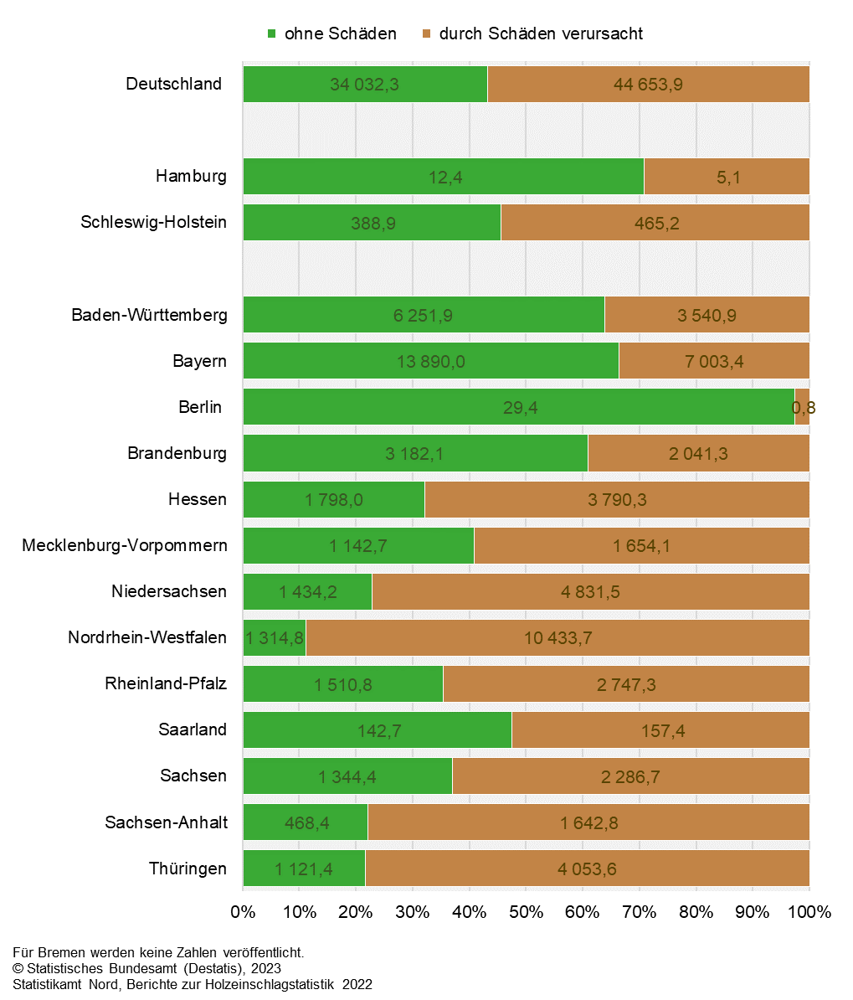 ohne Schäden durch Schäden verursacht
Deutschland 34 032,3 44 653,9
Hamburg 12,4 5,1
Schleswig-Holstein 388,9 465,2
Baden-Württemberg 6 251,9 3 540,9
Bayern 13 890,0 7 003,4
Berlin 29,4 0,8
Brandenburg 3 182,1 2 041,3
Hessen 1 798,0 3 790,3
Mecklenburg-Vorpommern 1 142,7 1 654,1
Niedersachsen 1 434,2 4 831,5
Nordrhein-Westfalen 1 314,8 10 433,7
Rheinland-Pfalz 1 510,8 2 747,3
Saarland 142,7 157,4
Sachsen 1 344,4 2 286,7
Sachsen-Anhalt 468,4 1 642,8
Thüringen 1 121,4 4 053,6
0% 10% 20% 30% 40% 50% 60% 70% 80% 90% 100%
Für Bremen werden keine Zahlen veröffentlicht.
© Statistisches Bundesamt (Destatis), 2023
Statistikamt Nord, Berichte zur Holzeinschlagstatistik 2022